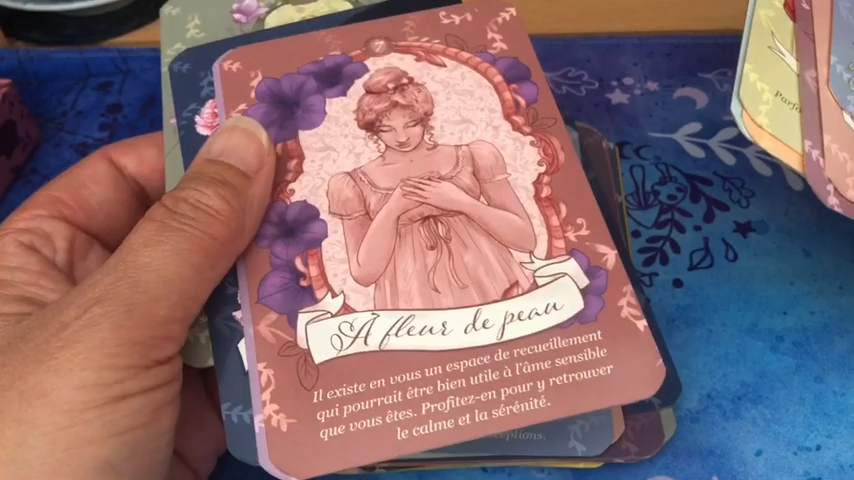 À fleur de peau
Il existe en vous un espace de recueillement
qui pourrait être bien utile à l'âme sensible
que vous êtes. Profitez-en pour y retrouver
le calme et la sérénité.